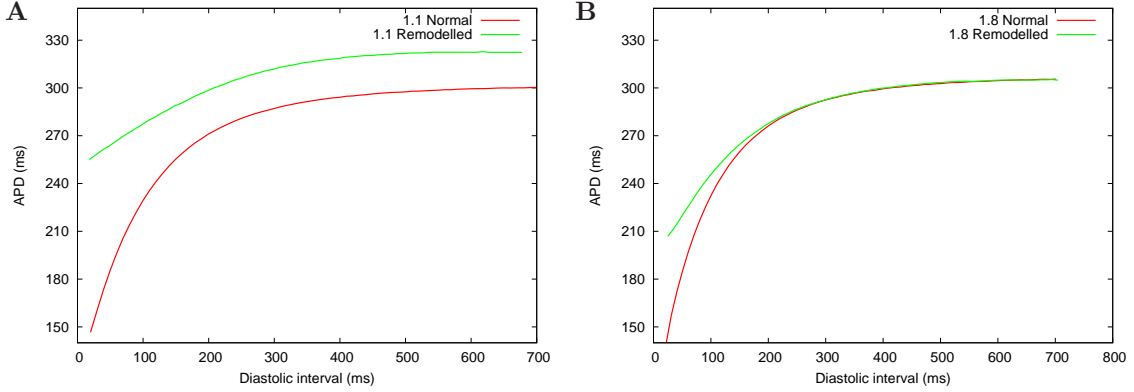 A
1.1 Normal
1.1 Remodelled
330
300
270
240
210
180
150
0 100 200 300 400 500 600 700
APD (ms)
Diastolic interval (ms)
B
1.8 Normal
1.8 Remodelled
330
300
270
240
210
180
150
0 100 200 300 400 500 600 700 800
APD (ms)
Diastolic interval (ms)